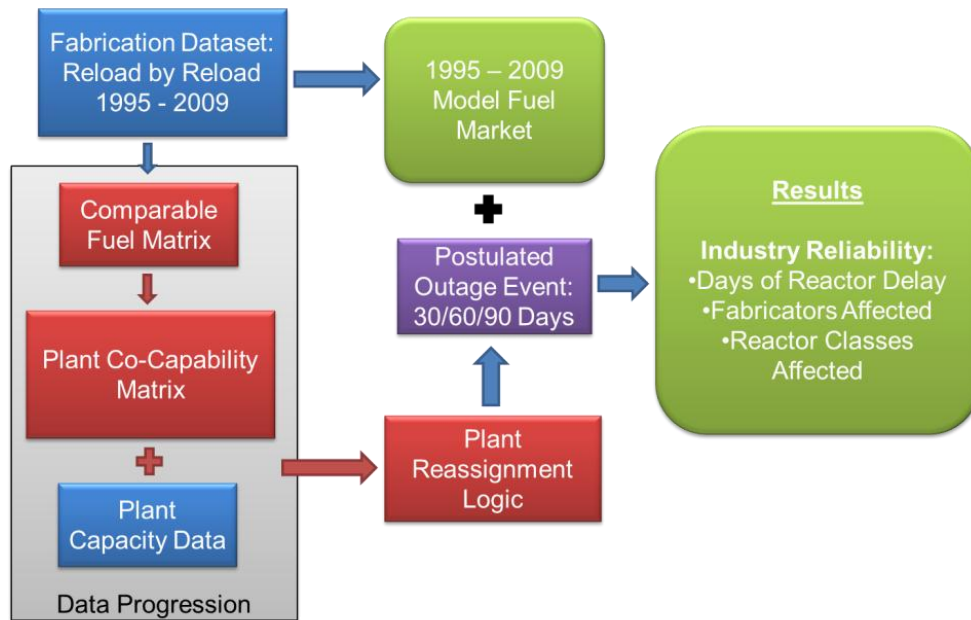 Fabrication Dataset:
Reload by Reload
1995 - 2009
1995 – 2009
Model Fuel
Market
Comparable
Fuel Matrix
Plant Co-Capability
Matrix
Plant
Capacity Data
Data Progression
Plant
Reassignment
Logic
Postulated
Outage Event:
30/60/90 Days
Results
Industry Reliability:
•Days of Reactor Delay
•Fabricators Affected
•Reactor Classes
Affected